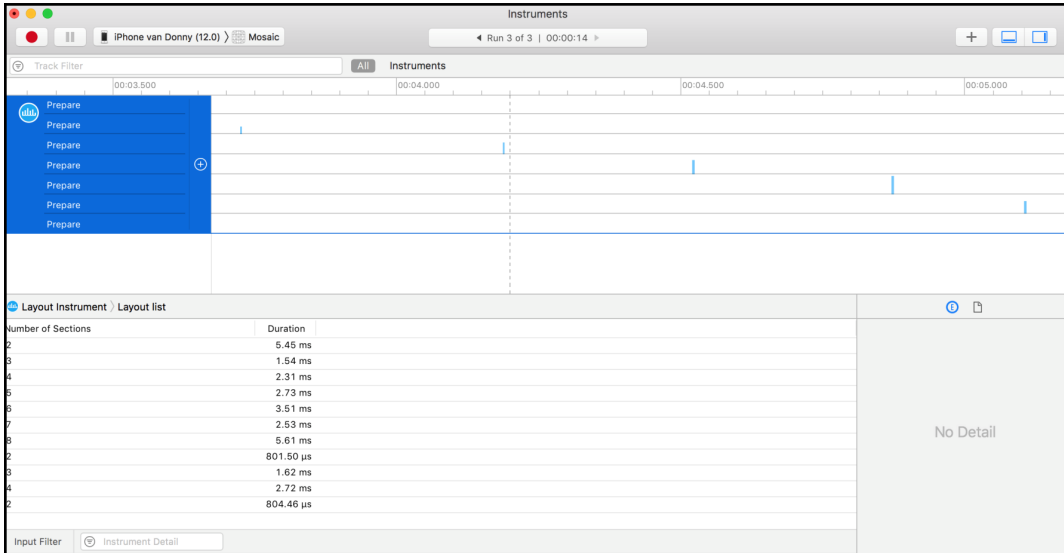 Instruments
iPhone van Donny (12.0) 〉 Mosaic
Run 3 of 3 | 00:00:14
Track Filter
All Instruments
00:03.500 00:04.000 00:04.500 00:05.000
Prepare
Prepare
Prepare
Prepare
Prepare
Prepare
Prepare
Layout Instrument 〉 Layout list
Number of Sections Duration
2 5.45 ms
3 1.54 ms
4 2.31 ms
5 2.73 ms
6 3.51 ms
7 2.53 ms
8 5.61 ms
2 801.50 µs
3 1.62 ms
4 2.72 ms
2 804.46 µs
E
No Detail
Input Filter Instrument Detail